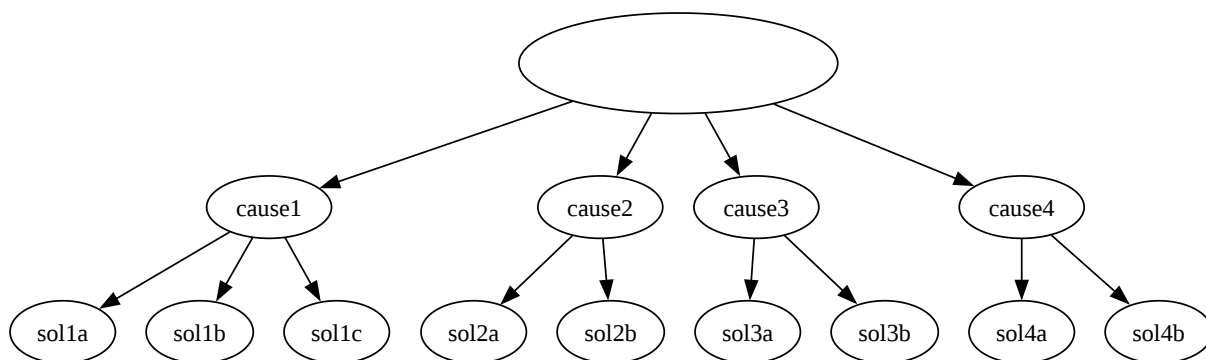 cause1
cause2
cause3
cause4
sol1a
sol1b
sol1c
sol2a
sol2b
sol3a
sol3b
sol4a
sol4b